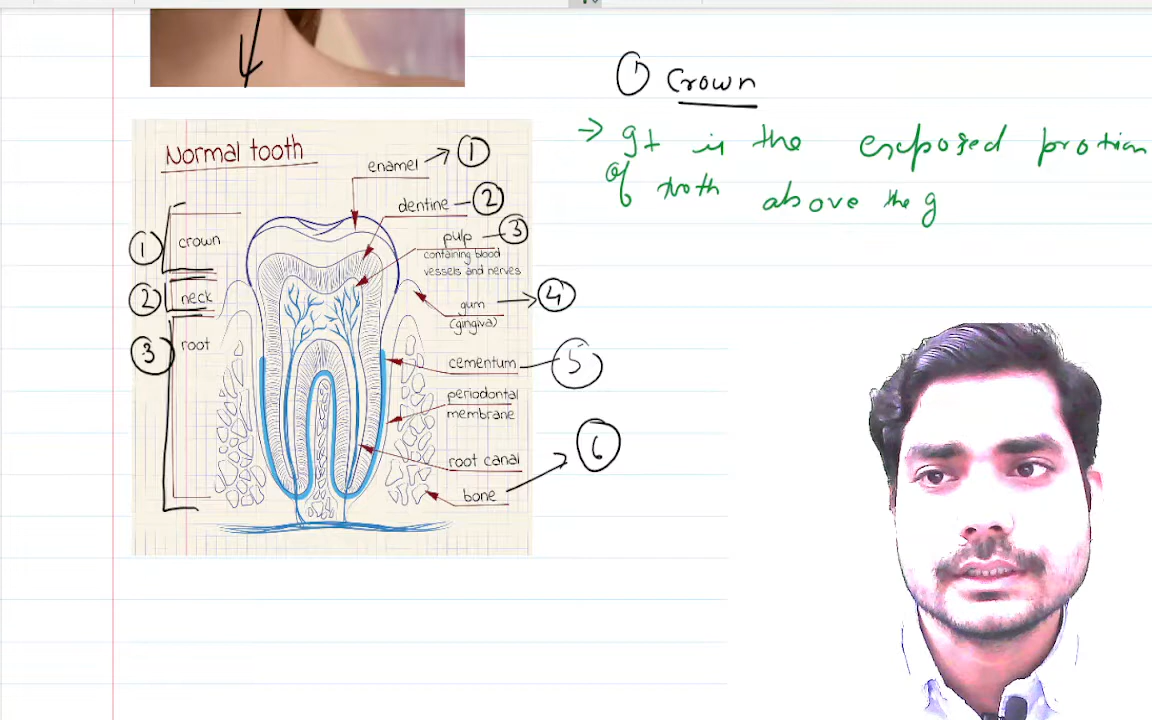 ① Crown
→ It is the exposed protion
of tooth above the g
Normal tooth
enamel → ①
dentine – ②
pulp – ③
containing blood
vessels and nerves
① crown
② neck
gum → ④
(gingiva)
③ root
cementum – ⑤
periodontal
membrane
root canal
bone → ⑥